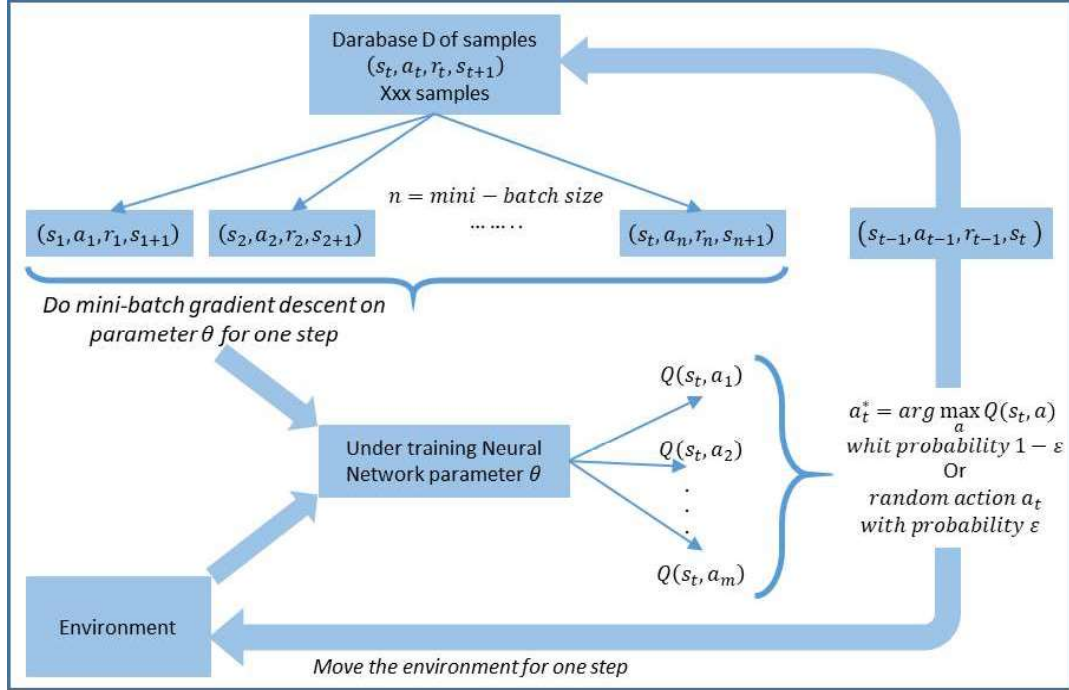 Darabase D of samples
(s_t, a_t, r_t, s_{t+1})
Xxx samples
n = mini − batch size
… … . .
(s_1, a_1, r_1, s_{1+1})
(s_2, a_2, r_2, s_{2+1})
(s_t, a_n, r_n, s_{n+1})
(s_{t−1}, a_{t−1}, r_{t−1}, s_t )
Do mini-batch gradient descent on
parameter θ for one step
Under training Neural
Network parameter θ
Q(s_t, a_1)
Q(s_t, a_2)
.
.
.
Q(s_t, a_m)
a_t^* = arg max_a Q(s_t, a)
whit probability 1 − ε
Or
random action a_t
with probability ε
Environment
Move the environment for one step